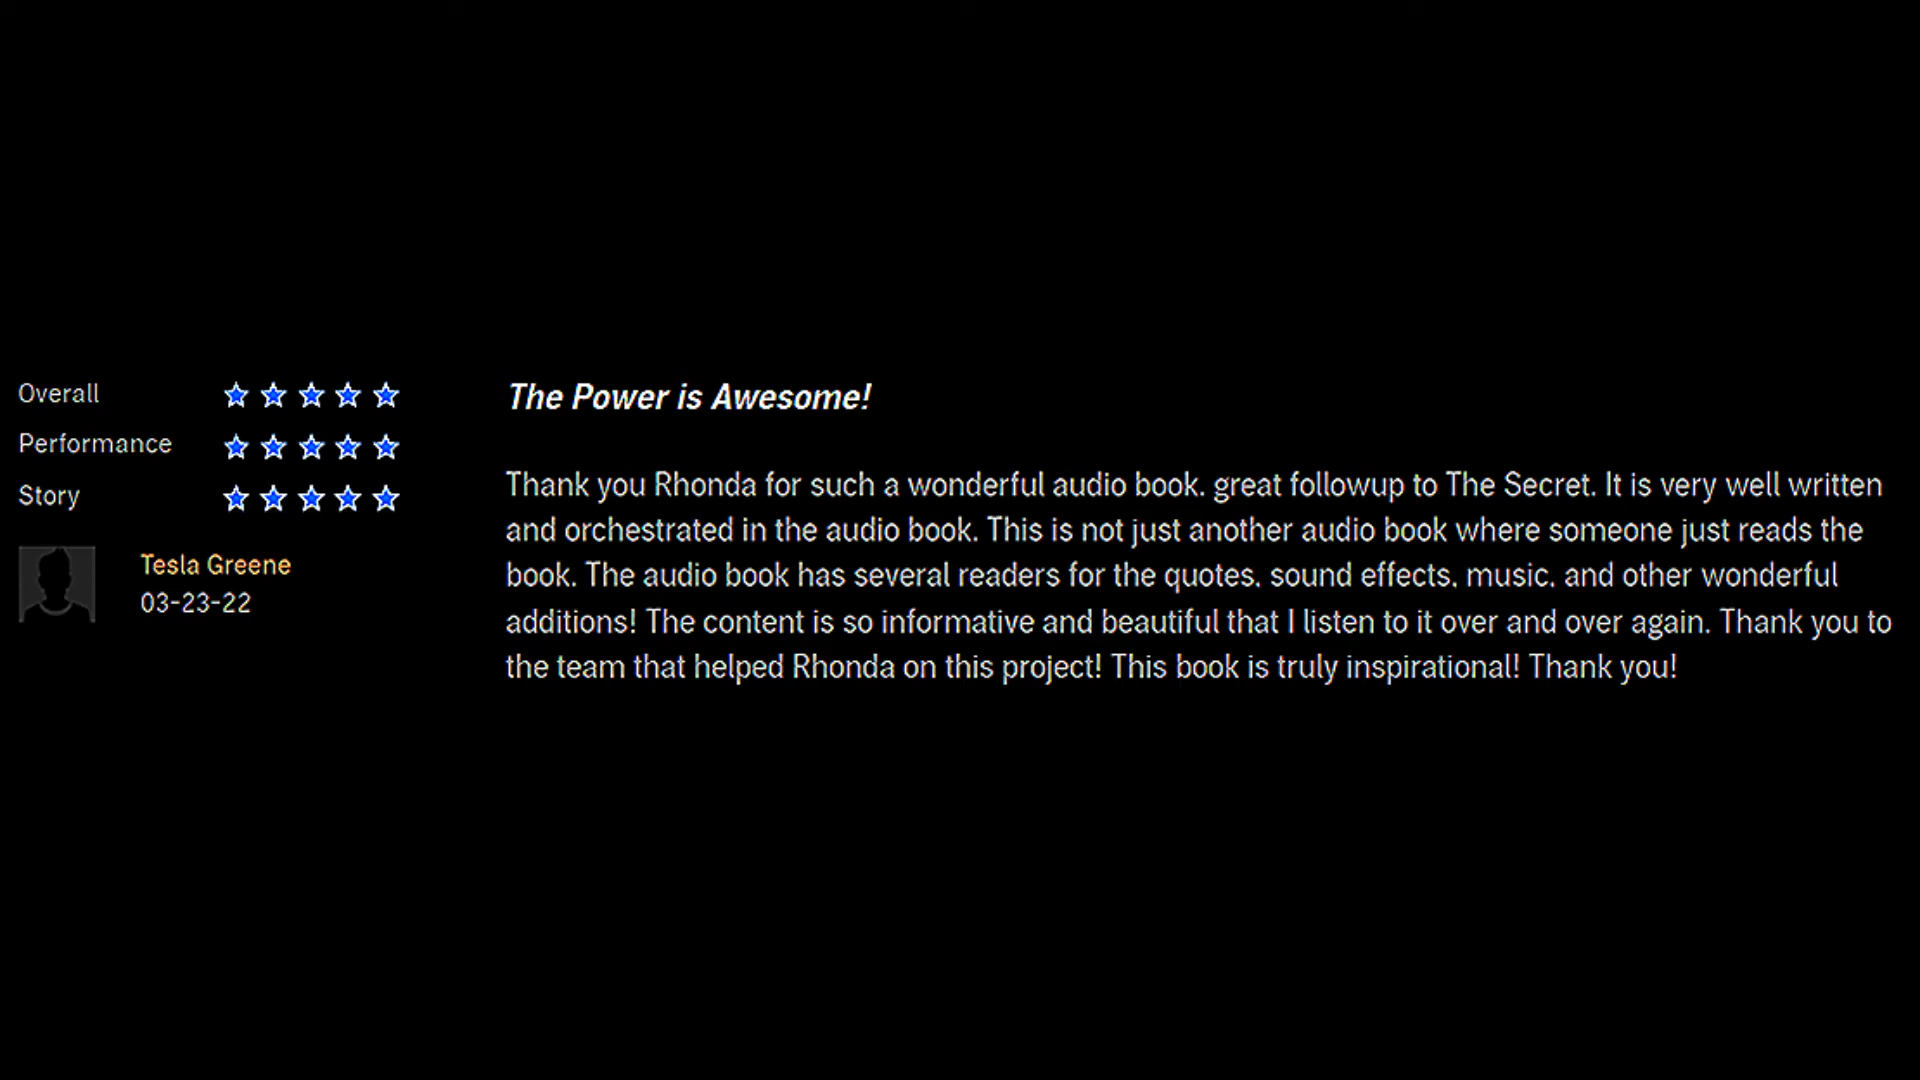 Overall
Performance
Story
Tesla Greene
03-23-22
The Power is Awesome!
Thank you Rhonda for such a wonderful audio book. great followup to The Secret. It is very well written
and orchestrated in the audio book. This is not just another audio book where someone just reads the
book. The audio book has several readers for the quotes, sound effects, music, and other wonderful
additions! The content is so informative and beautiful that I listen to it over and over again. Thank you to
the team that helped Rhonda on this project! This book is truly inspirational! Thank you!